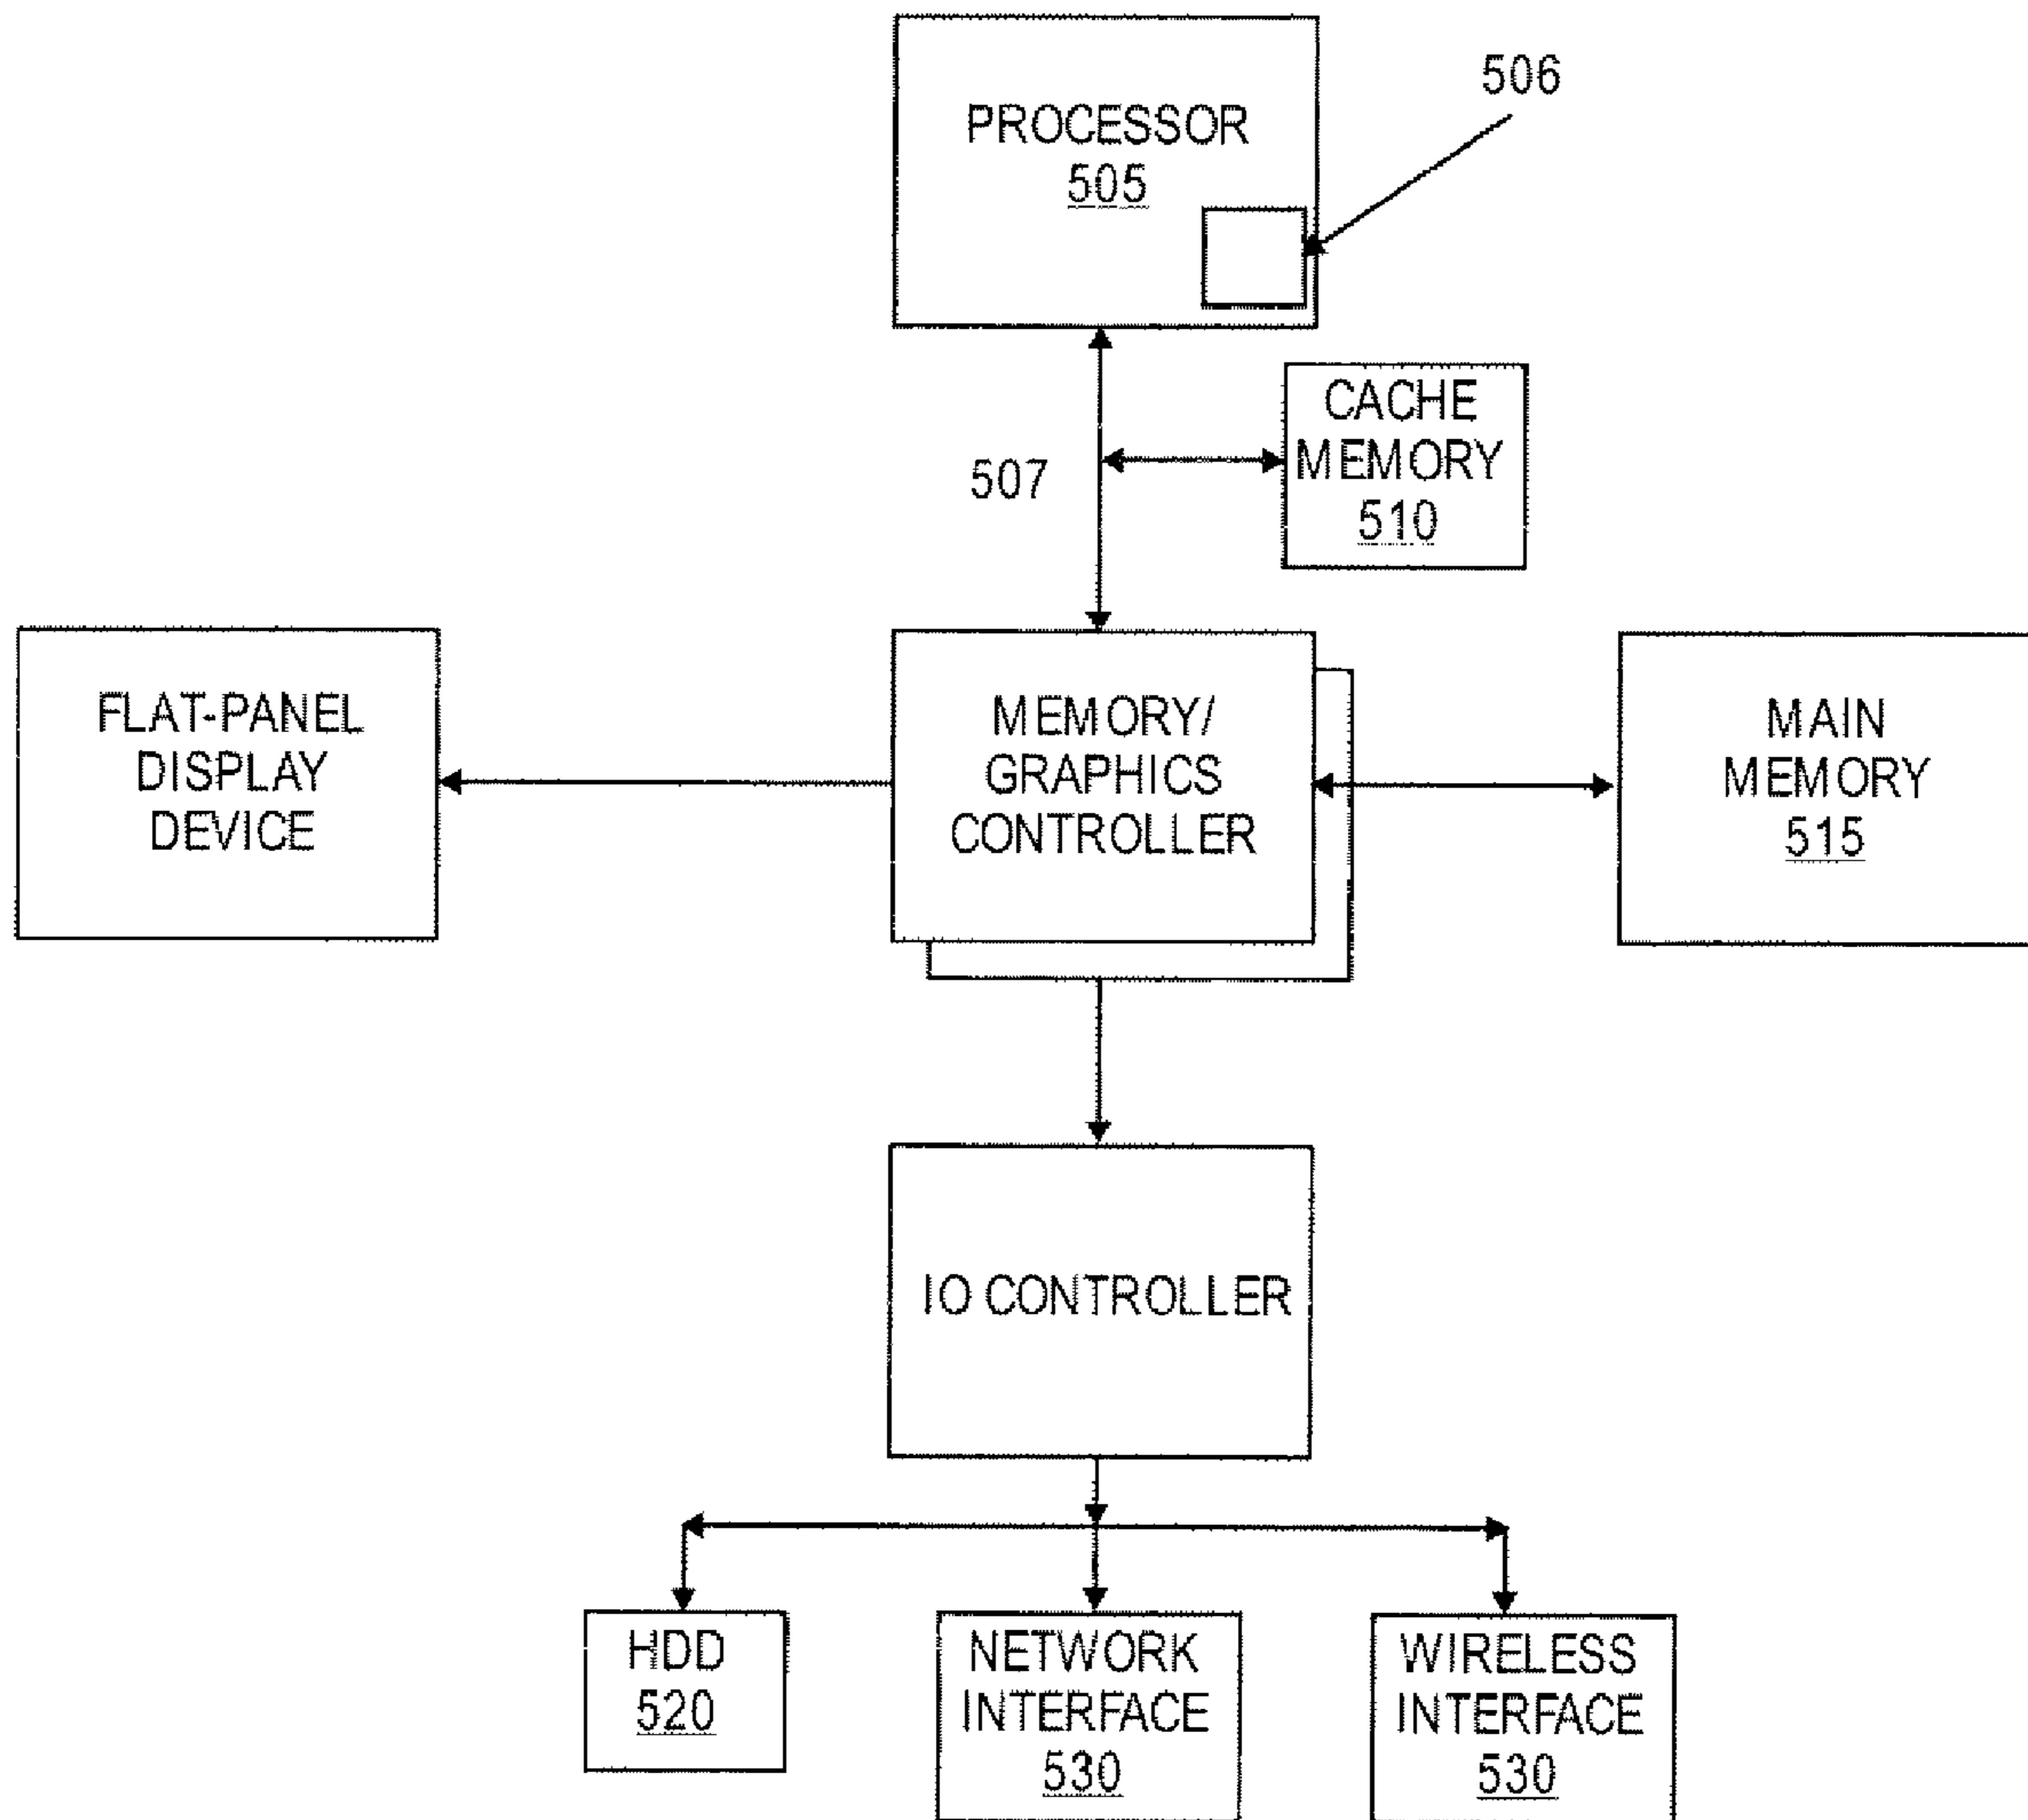 PROCESSOR
505
506
CACHE
MEMORY
510
507
FLAT-PANEL
DISPLAY
DEVICE
MEMORY/
GRAPHICS
CONTROLLER
MAIN
MEMORY
515
IO CONTROLLER
HDD
520
NETWORK
INTERFACE
530
WIRELESS
INTERFACE
530